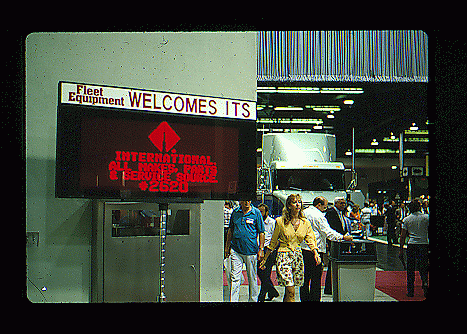 Fleet
Equipment WELCOMES ITS
INTERNATIONAL
ALL MAKES, PARTS
& SERVICE SOURCE
#2620